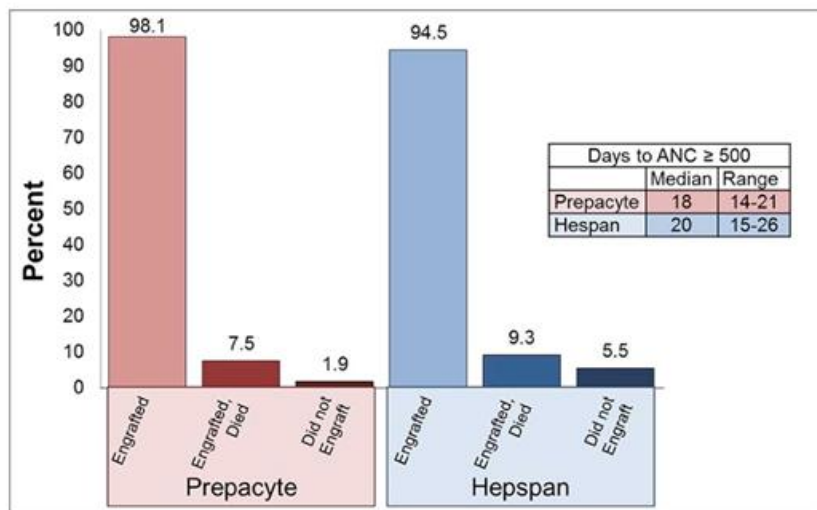 Percent
100
90
80
70
60
50
40
30
20
10
0
98.1
7.5
1.9
94.5
9.3
5.5
Engrafted
Engrafted,
Died
Did not
Engraft
Engrafted
Engrafted,
Died
Did not
Engraft
Prepacyte
Hepspan
Days to ANC ≥ 500
Median Range
Prepacyte 18 14-21
Hespan 20 15-26